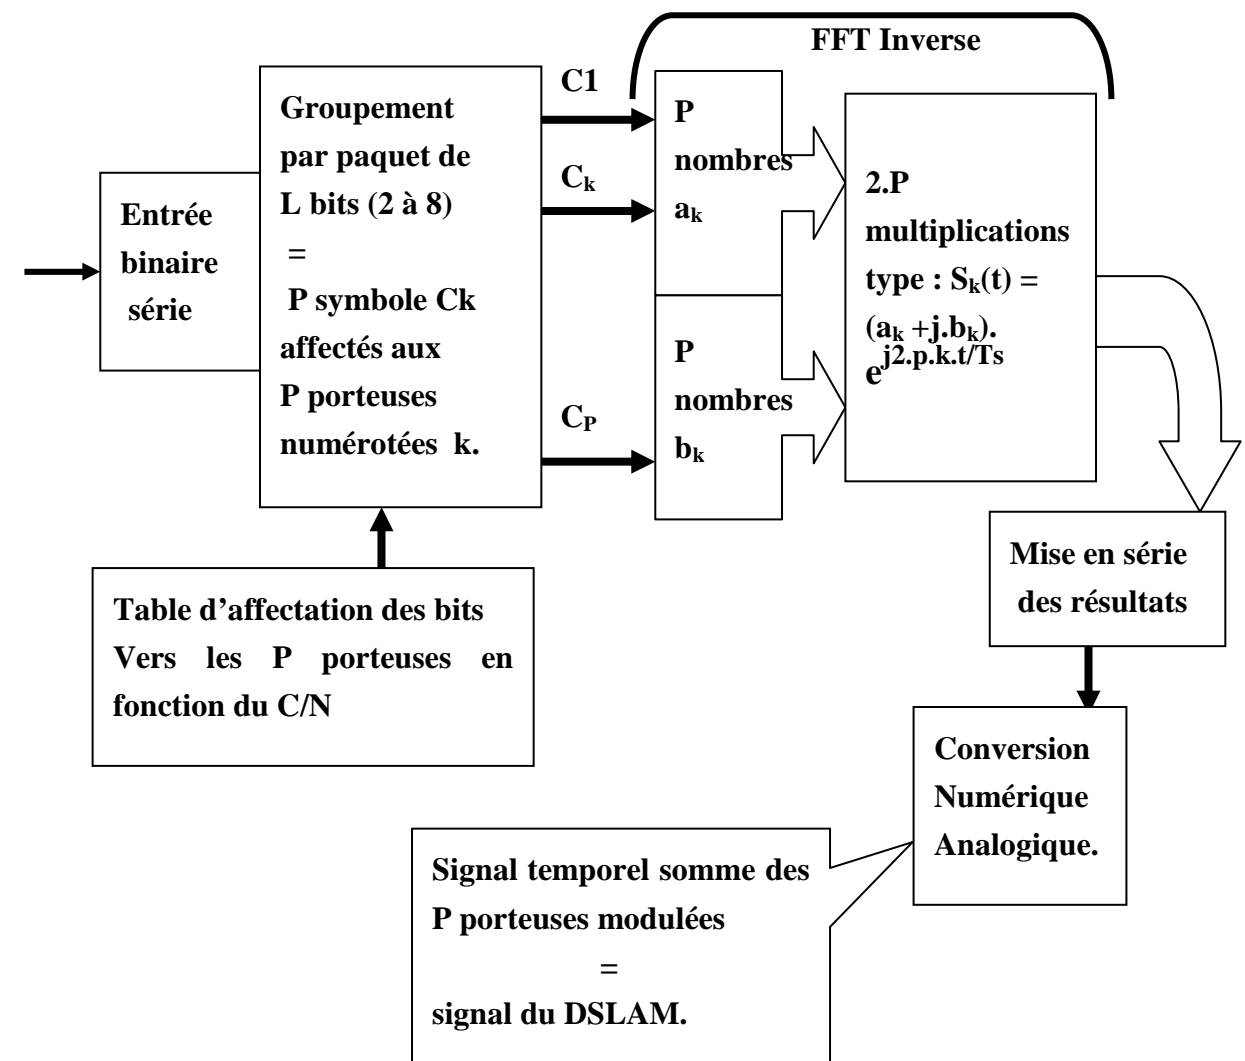 FFT Inverse
Entrée
binaire
série
Groupement
par paquet de
L bits (2 à 8)
=
P symbole Ck
affectés aux
P porteuses
numérotées k.
C1
Ck
CP
P
nombres
ak
P
nombres
bk
2.P
multiplications
type : Sk(t) =
(ak +j.bk).
ej2.p.k.t/Ts
Table d’affectation des bits
Vers les P porteuses en
fonction du C/N
Mise en série
des résultats
Conversion
Numérique
Analogique.
Signal temporel somme des
P porteuses modulées
=
signal du DSLAM.